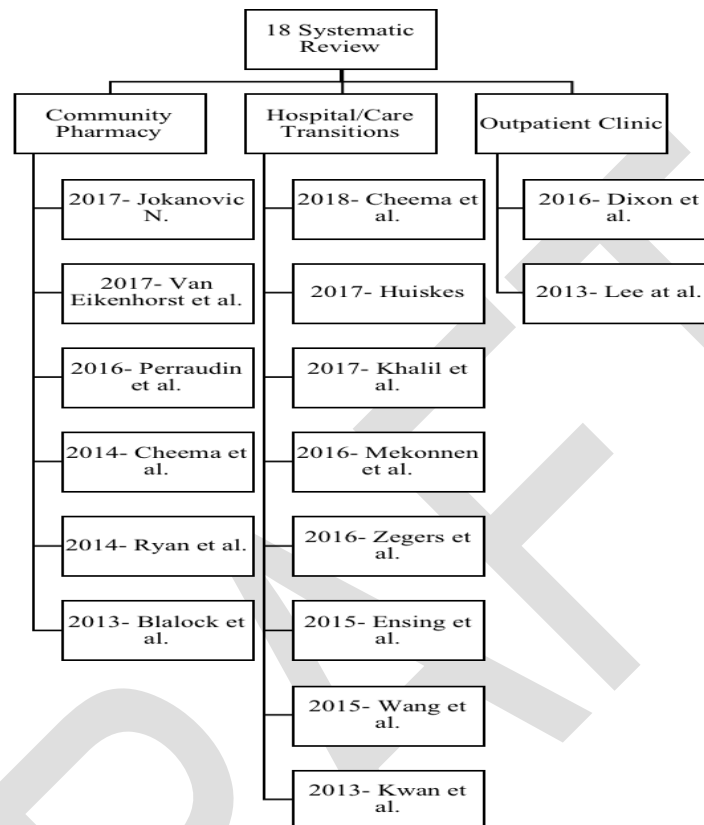 18 Systematic
Review
Community
Pharmacy
Hospital/Care
Transitions
Outpatient Clinic
2017- Jokanovic
N.
2017- Van
Eikenhorst et al.
2016- Perraudin
et al.
2014- Cheema et
al.
2014- Ryan et al.
2013- Blalock et
al.
2018- Cheema et
al.
2017- Huiskes
2017- Khalil et
al.
2016- Mekonnen
et al.
2016- Zegers et
al.
2015- Ensing et
al.
2015- Wang et
al.
2013- Kwan et al.
2016- Dixon et
al.
2013- Lee at al.